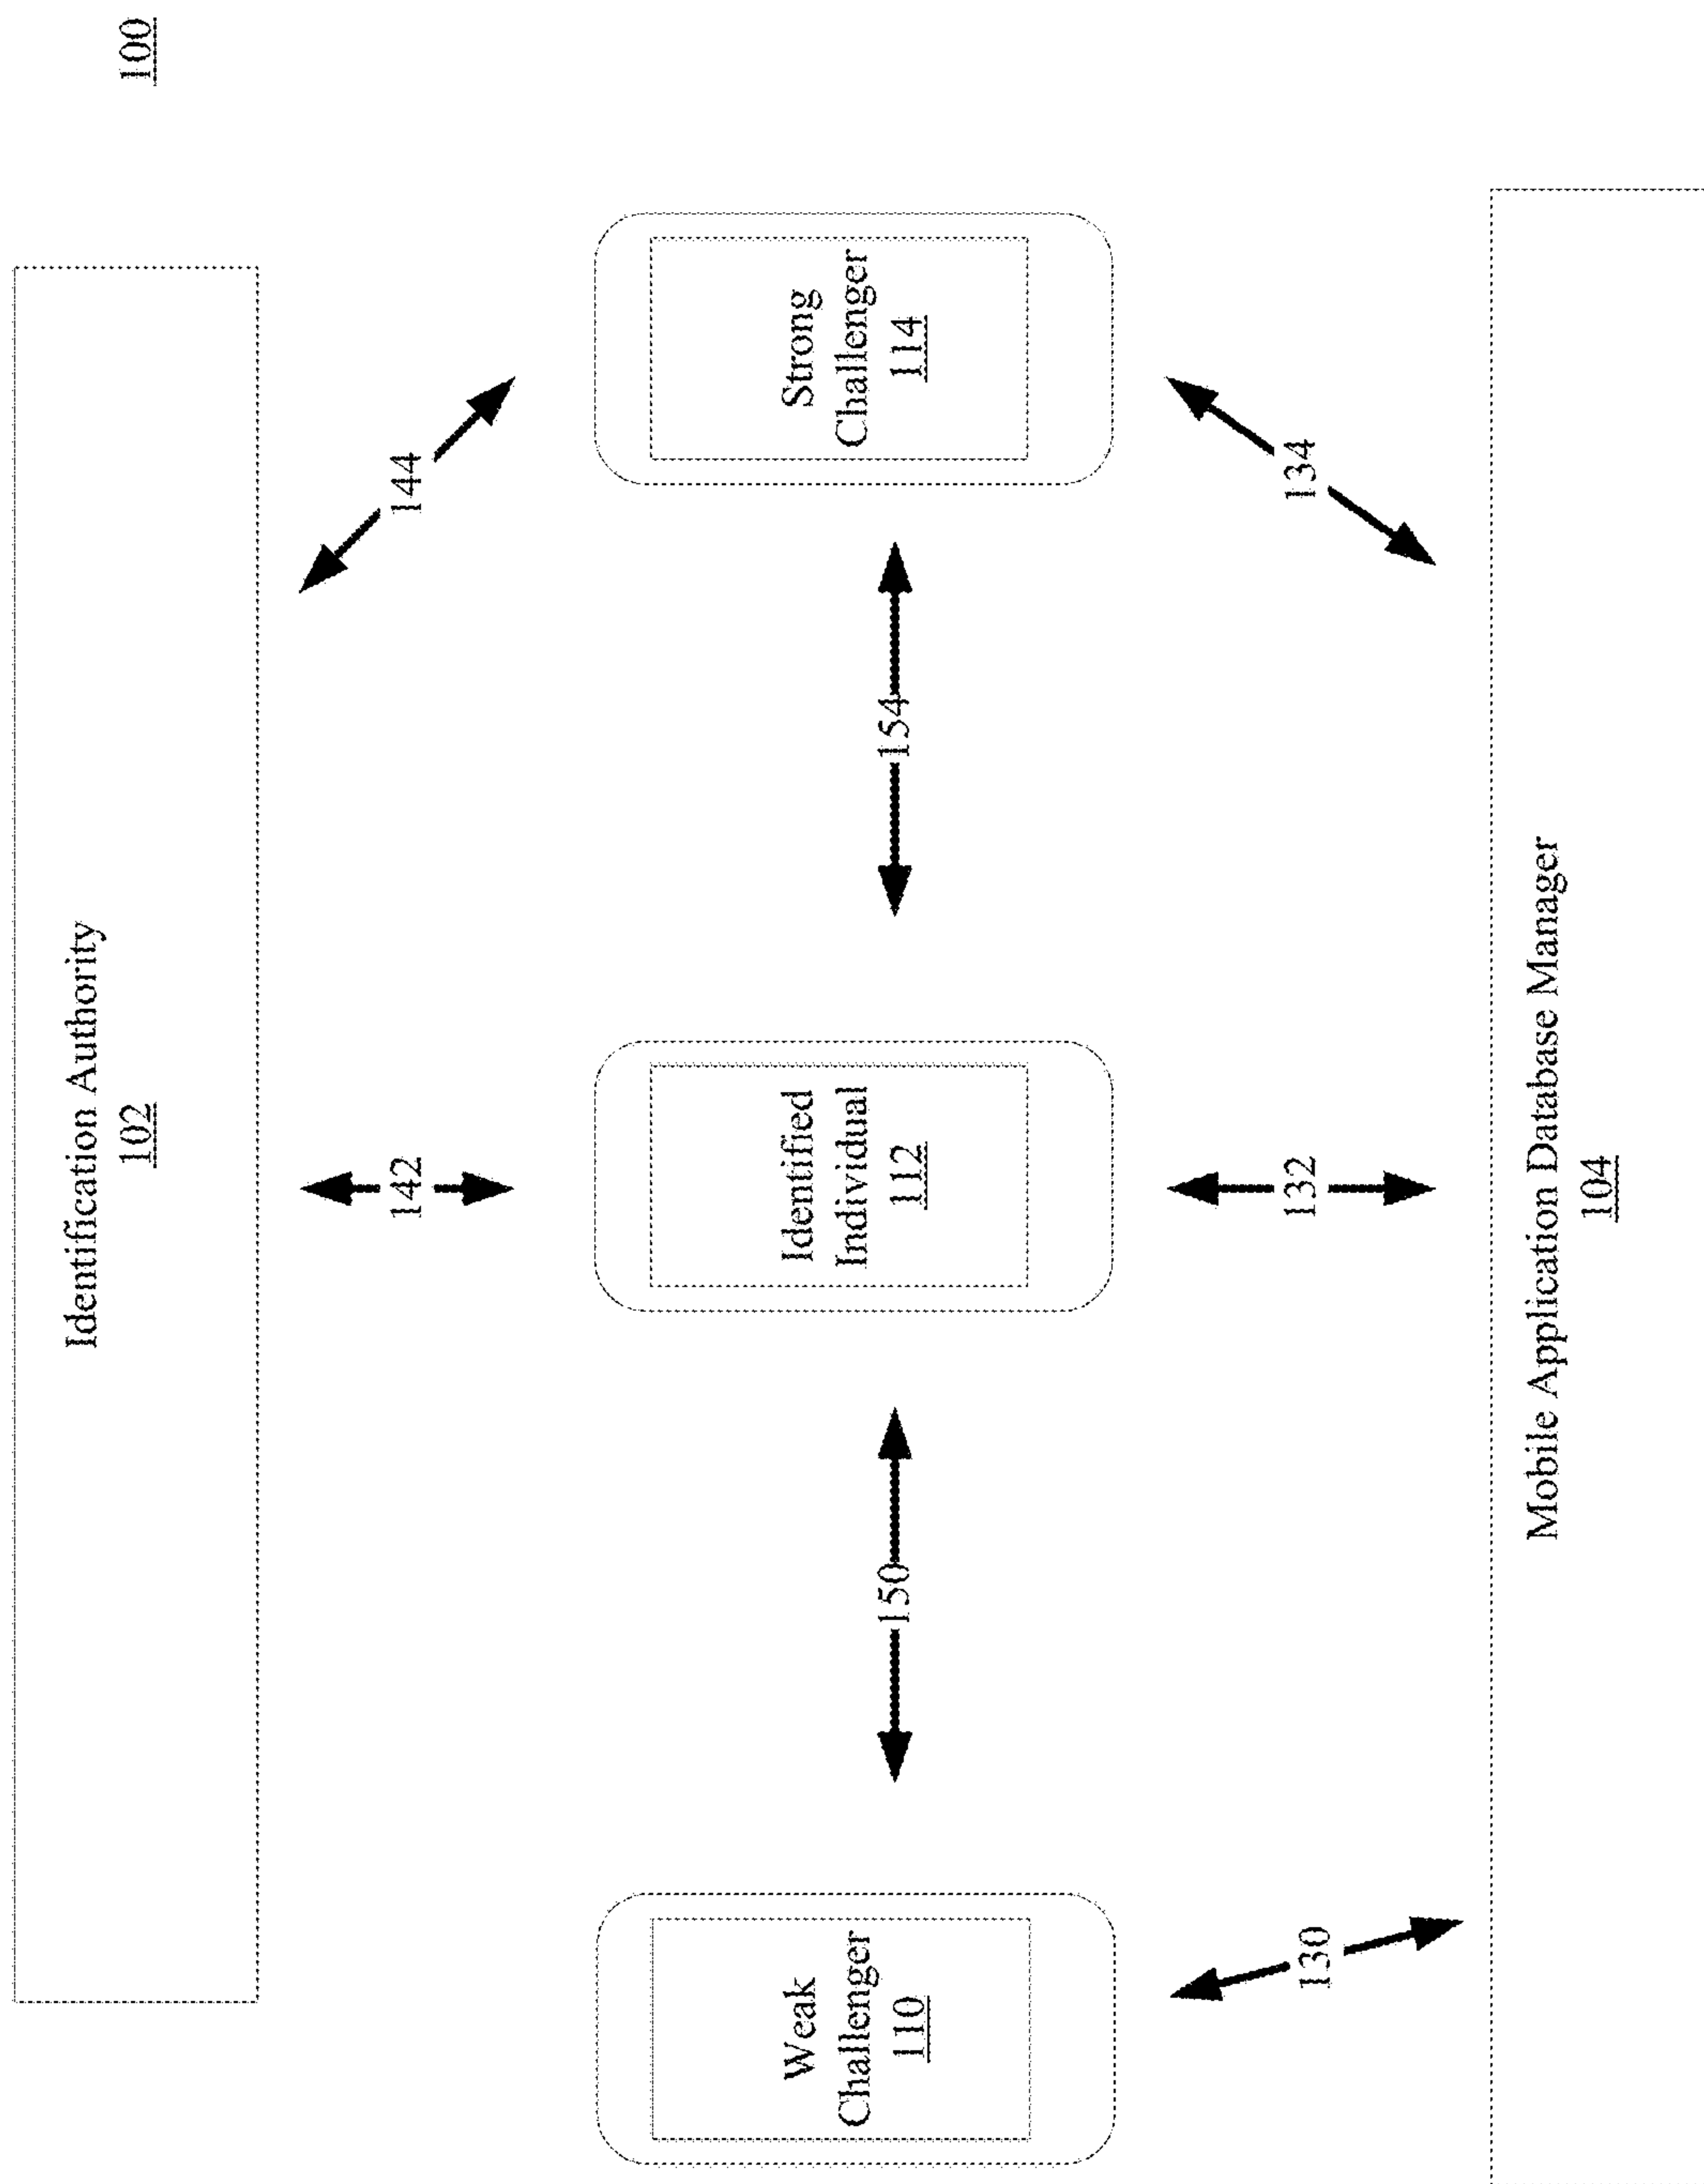 100
Identification Authority
102
142
144
Weak
Challenger
110
150
Identified
Individual
112
154
Strong
Challenger
114
130
132
134
Mobile Application Database Manager
104